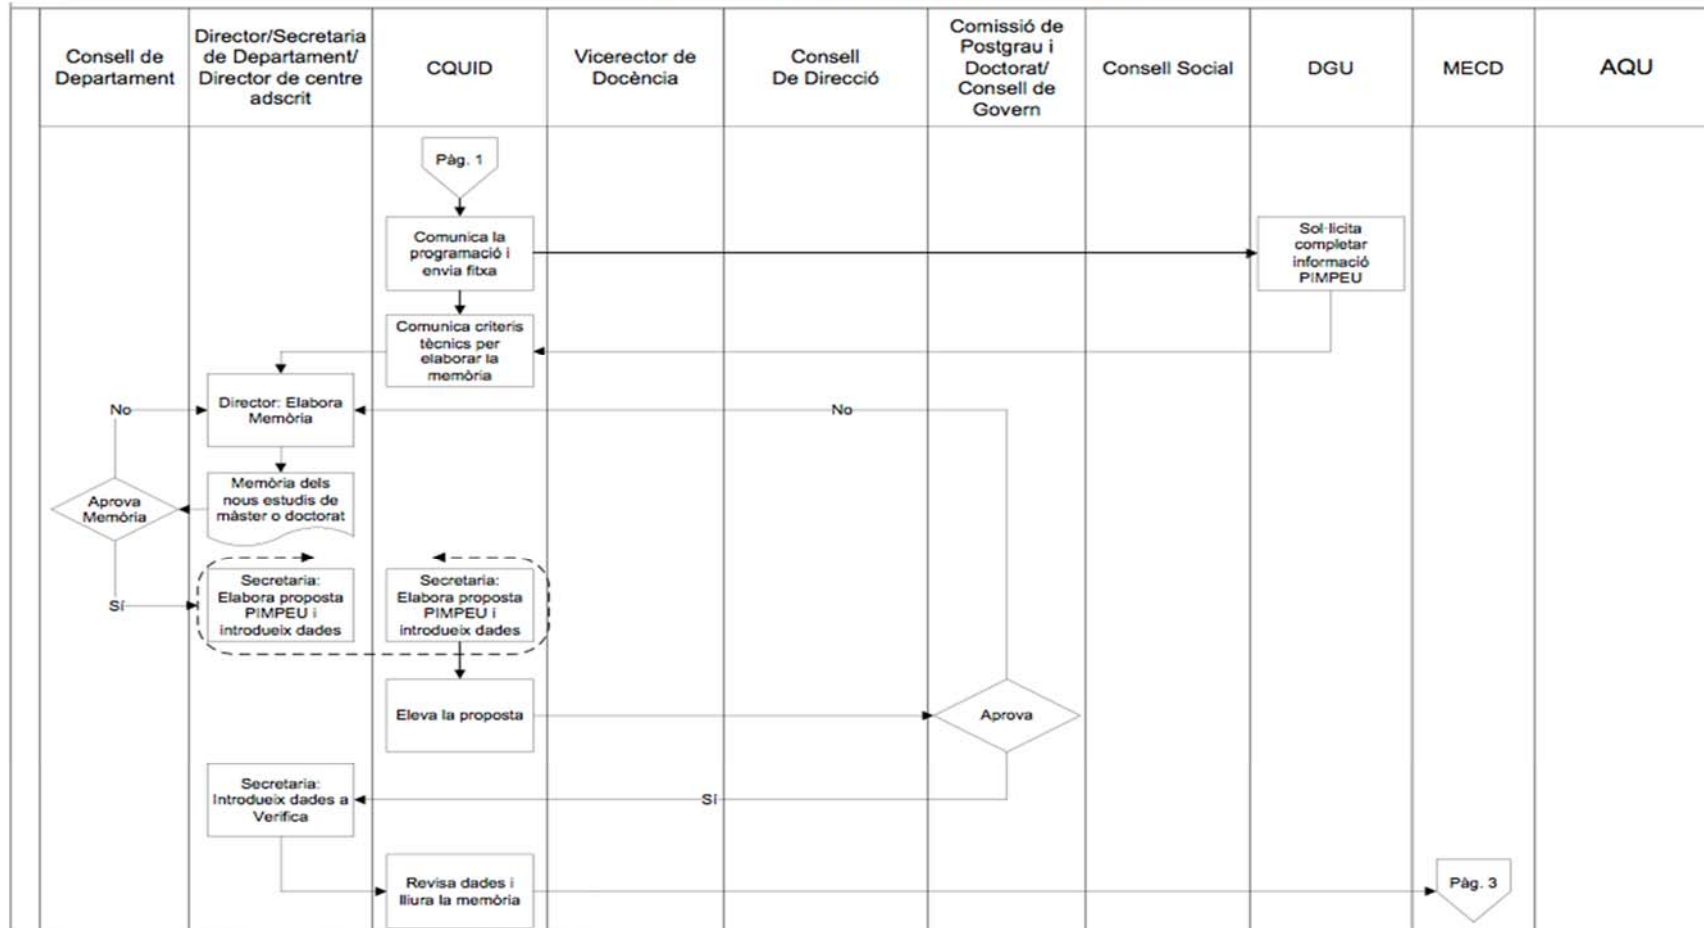 Consell de
Departament
Director/Secretaria
de Departament/
Director de centre
adscrit
CQUID
Vicerector de
Docència
Consell
De Direcció
Comissió de
Postgrau i
Doctorat/
Consell de
Govern
Consell Social
DGU
MECD
AQU
Pàg. 1
Comunica la
programació i
envia fitxa
Sol·licita
completar
informació
PIMPEU
Comunica criteris
tècnics per
elaborar la
memòria
No
Director: Elabora
Memòria
No
Aprova
Memòria
Memòria dels
nous estudis de
màster o doctorat
Sí
Secretaria:
Elabora proposta
PIMPEU i
introdueix dades
Secretaria:
Elabora proposta
PIMPEU i
introdueix dades
Eleva la proposta
Aprova
Secretaria:
Introdueix dades a
Verifica
Sí
Revisa dades i
lliura la memòria
Pàg. 3